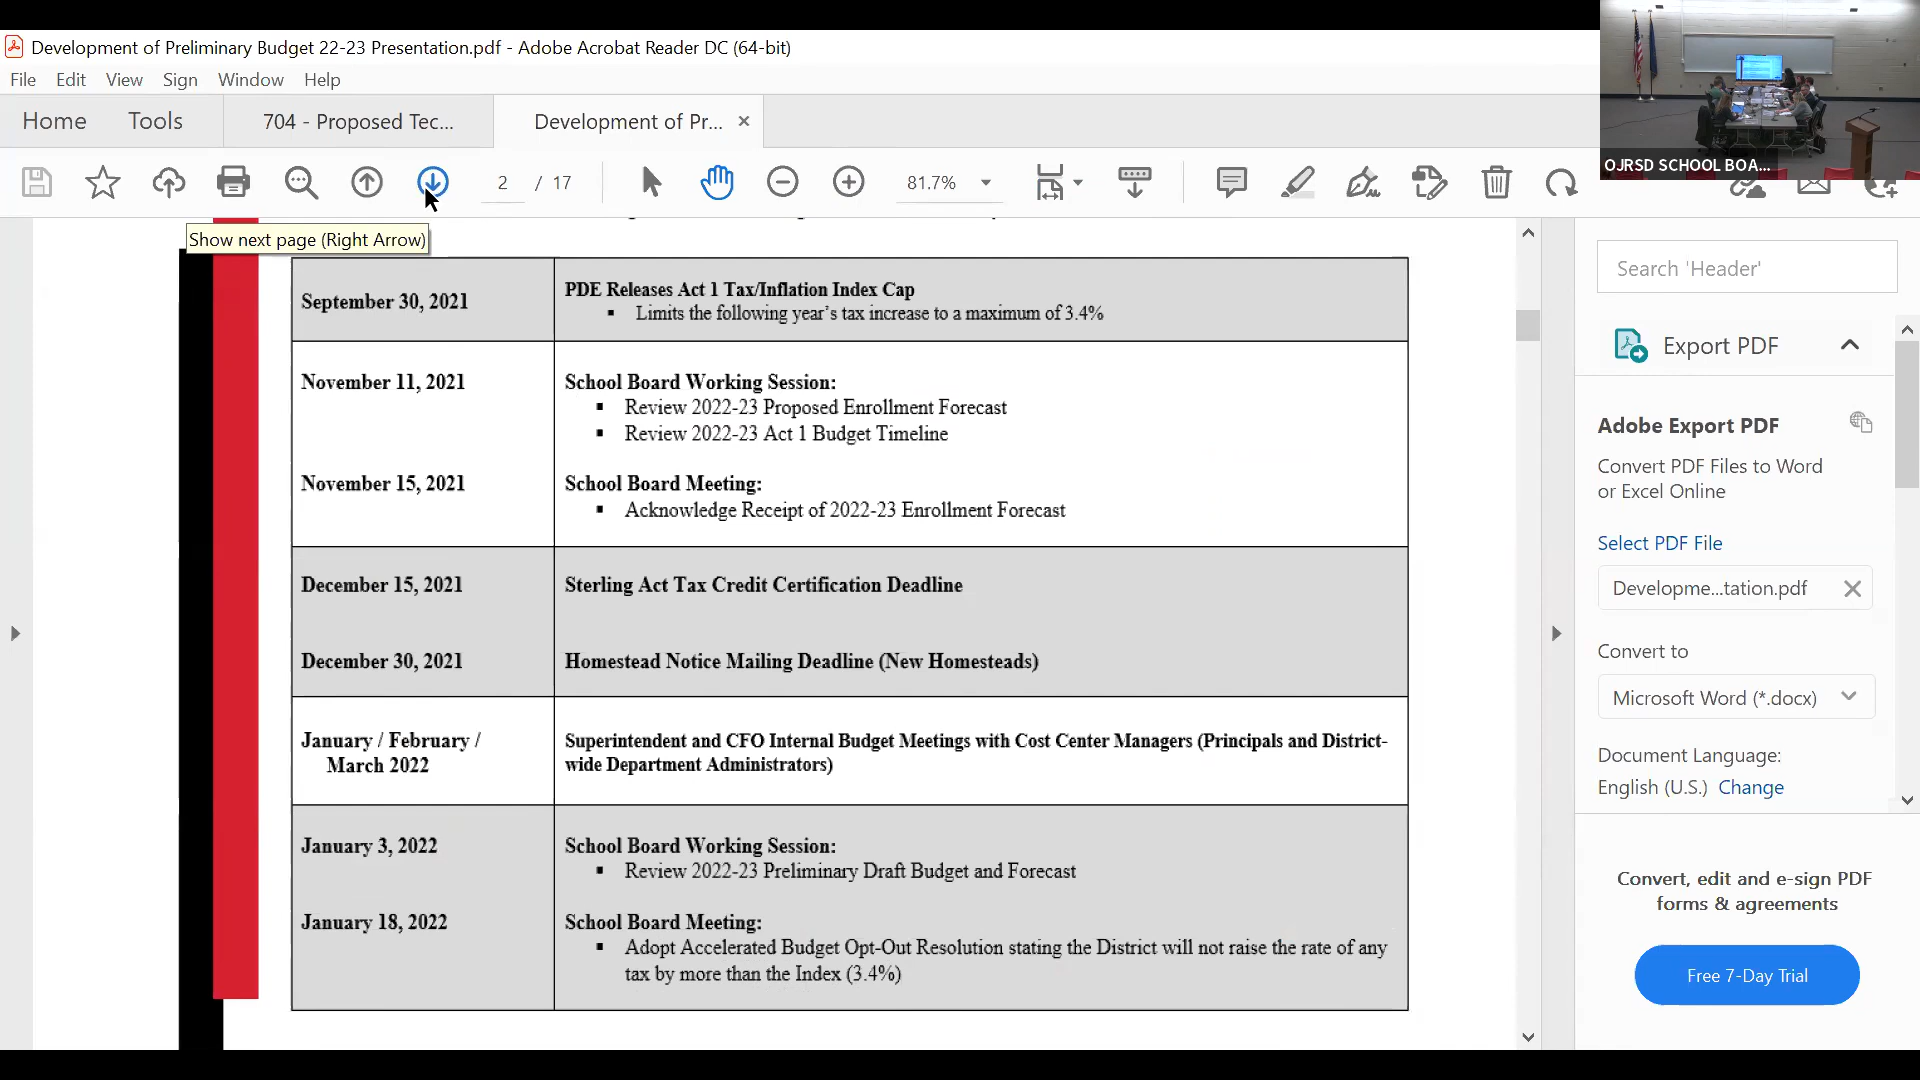 Development of Preliminary Budget 22-23 Presentation.pdf - Adobe Acrobat Reader DC (64-bit)
File Edit View Sign Window Help
Home Tools 704 - Proposed Tec... Development of Pr... ×
2 / 17 81.7%
OJRSD SCHOOL BOA...
Show next page (Right Arrow)
September 30, 2021
PDE Releases Act 1 Tax/Inflation Index Cap
▪ Limits the following year's tax increase to a maximum of 3.4%
November 11, 2021
School Board Working Session:
▪ Review 2022-23 Proposed Enrollment Forecast
▪ Review 2022-23 Act 1 Budget Timeline
November 15, 2021
School Board Meeting:
▪ Acknowledge Receipt of 2022-23 Enrollment Forecast
December 15, 2021
Sterling Act Tax Credit Certification Deadline
December 30, 2021
Homestead Notice Mailing Deadline (New Homesteads)
January / February /
March 2022
Superintendent and CFO Internal Budget Meetings with Cost Center Managers (Principals and District-
wide Department Administrators)
January 3, 2022
School Board Working Session:
▪ Review 2022-23 Preliminary Draft Budget and Forecast
January 18, 2022
School Board Meeting:
▪ Adopt Accelerated Budget Opt-Out Resolution stating the District will not raise the rate of any
tax by more than the Index (3.4%)
Search 'Header'
Export PDF
Adobe Export PDF
Convert PDF Files to Word
or Excel Online
Select PDF File
Developme...tation.pdf
Convert to
Microsoft Word (*.docx)
Document Language:
English (U.S.) Change
Convert, edit and e-sign PDF
forms & agreements
Free 7-Day Trial